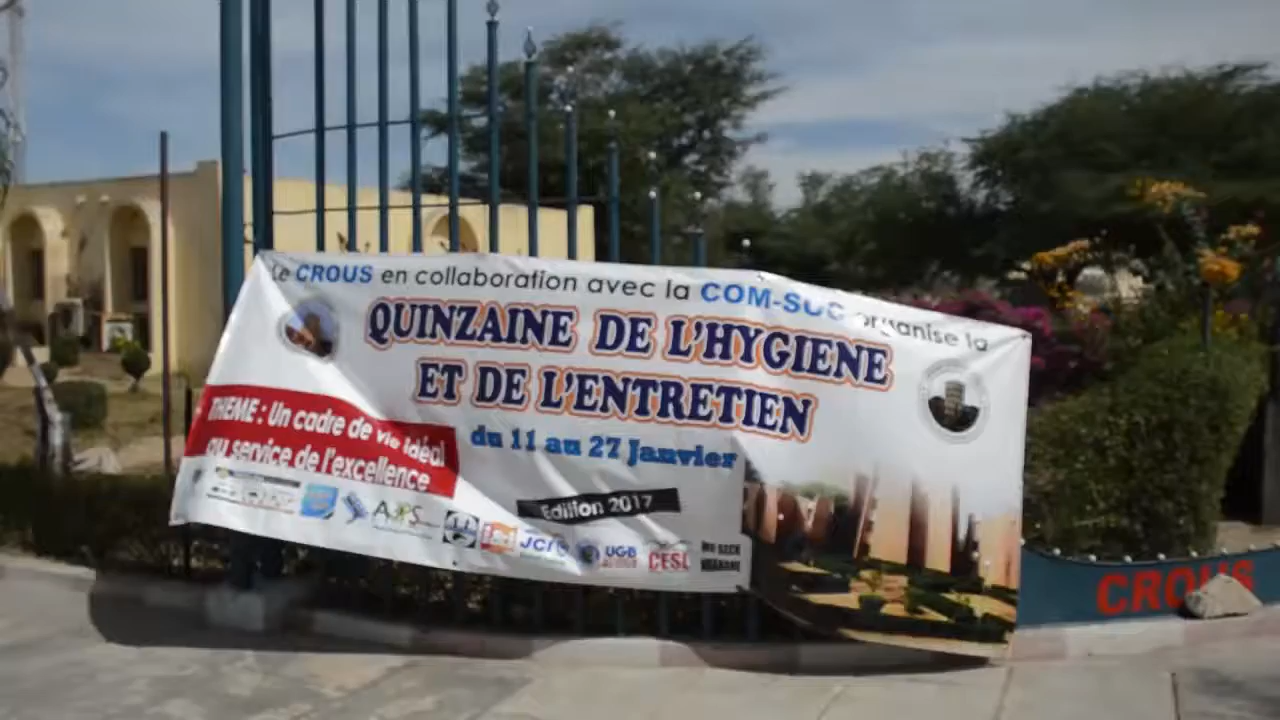 Le CROUS en collaboration avec la COM-SUC organise la
QUINZAINE DE L'HYGIENE
ET DE L'ENTRETIEN
du 11 au 27 Janvier
THEME : Un cadre de vie idéal
au service de l'excellence
Edition 2017
UGB
CESL
CROUS